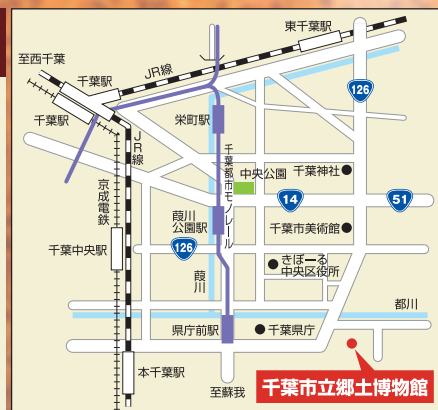 東千葉駅
至西千葉
千葉駅
JR線
126
千葉駅
栄町駅
JR線
千葉都市モノレール
中央公園
千葉神社
京成電鉄
14
51
葭川
公園駅
千葉市美術館
126
千葉中央駅
きぼーる
中央区役所
葭川
都川
県庁前駅
千葉県庁
本千葉駅
至蘇我
千葉市立郷土博物館